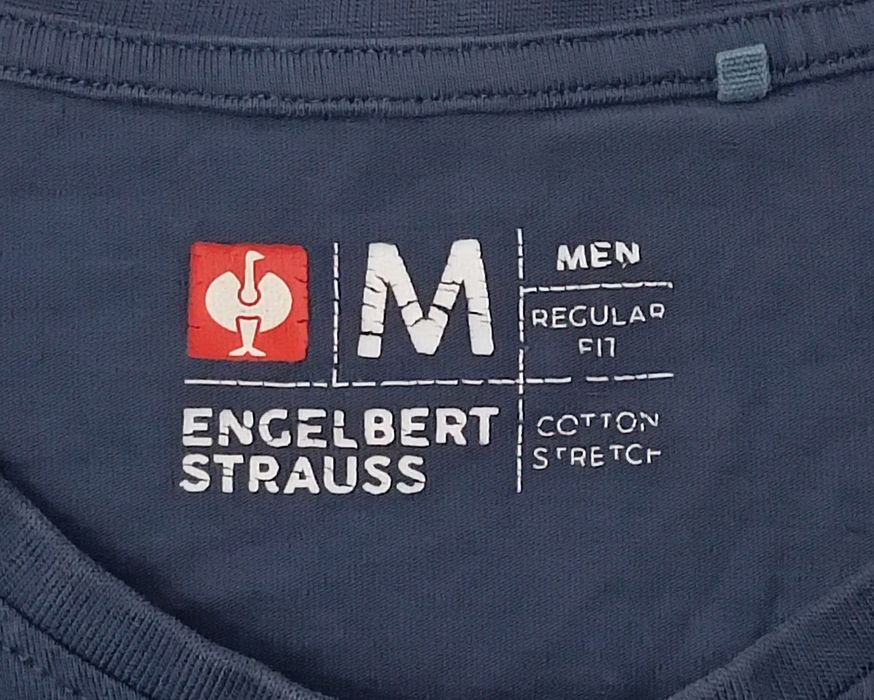 M
MEN
REGULAR
FIT
ENGELBERT
STRAUSS
COTTON
STRETCH